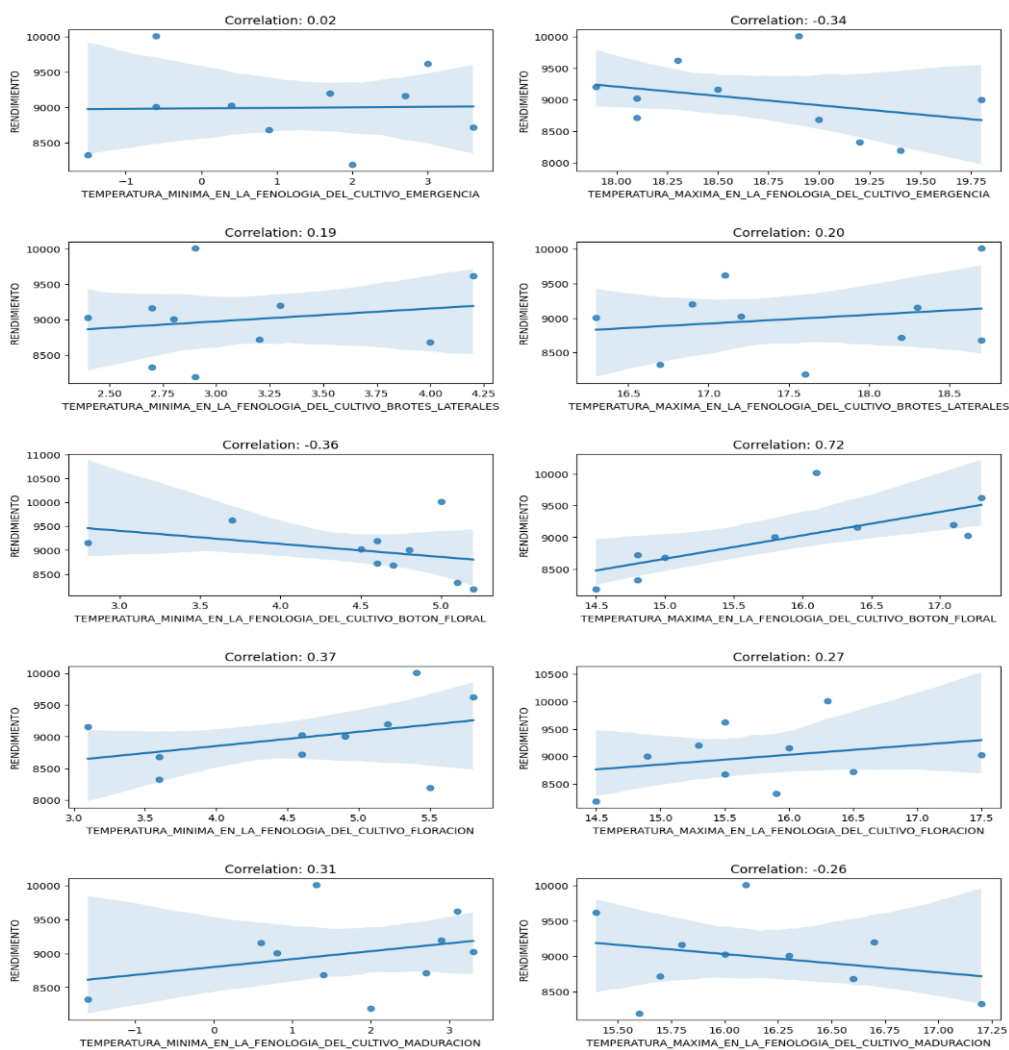 Correlation: 0.02
10000
9500
9000
8500
RENDIMIENTO
−1 0 1 2 3
TEMPERATURA_MINIMA_EN_LA_FENOLOGIA_DEL_CULTIVO_EMERGENCIA
Correlation: -0.34
10000
9500
9000
8500
8000
RENDIMIENTO
18.00 18.25 18.50 18.75 19.00 19.25 19.50 19.75
TEMPERATURA_MAXIMA_EN_LA_FENOLOGIA_DEL_CULTIVO_EMERGENCIA
Correlation: 0.19
10000
9500
9000
8500
RENDIMIENTO
2.50 2.75 3.00 3.25 3.50 3.75 4.00 4.25
TEMPERATURA_MINIMA_EN_LA_FENOLOGIA_DEL_CULTIVO_BROTES_LATERALES
Correlation: 0.20
10000
9500
9000
8500
RENDIMIENTO
16.5 17.0 17.5 18.0 18.5
TEMPERATURA_MAXIMA_EN_LA_FENOLOGIA_DEL_CULTIVO_BROTES_LATERALES
Correlation: -0.36
11000
10500
10000
9500
9000
8500
RENDIMIENTO
3.0 3.5 4.0 4.5 5.0
TEMPERATURA_MINIMA_EN_LA_FENOLOGIA_DEL_CULTIVO_BOTON_FLORAL
Correlation: 0.72
10000
9500
9000
8500
RENDIMIENTO
14.5 15.0 15.5 16.0 16.5 17.0
TEMPERATURA_MAXIMA_EN_LA_FENOLOGIA_DEL_CULTIVO_BOTON_FLORAL
Correlation: 0.37
10000
9500
9000
8500
8000
RENDIMIENTO
3.0 3.5 4.0 4.5 5.0 5.5
TEMPERATURA_MINIMA_EN_LA_FENOLOGIA_DEL_CULTIVO_FLORACION
Correlation: 0.27
10500
10000
9500
9000
8500
RENDIMIENTO
14.5 15.0 15.5 16.0 16.5 17.0 17.5
TEMPERATURA_MAXIMA_EN_LA_FENOLOGIA_DEL_CULTIVO_FLORACION
Correlation: 0.31
10000
9500
9000
8500
RENDIMIENTO
−1 0 1 2 3
TEMPERATURA_MINIMA_EN_LA_FENOLOGIA_DEL_CULTIVO_MADURACION
Correlation: -0.26
10000
9500
9000
8500
RENDIMIENTO
15.50 15.75 16.00 16.25 16.50 16.75 17.00 17.25
TEMPERATURA_MAXIMA_EN_LA_FENOLOGIA_DEL_CULTIVO_MADURACION